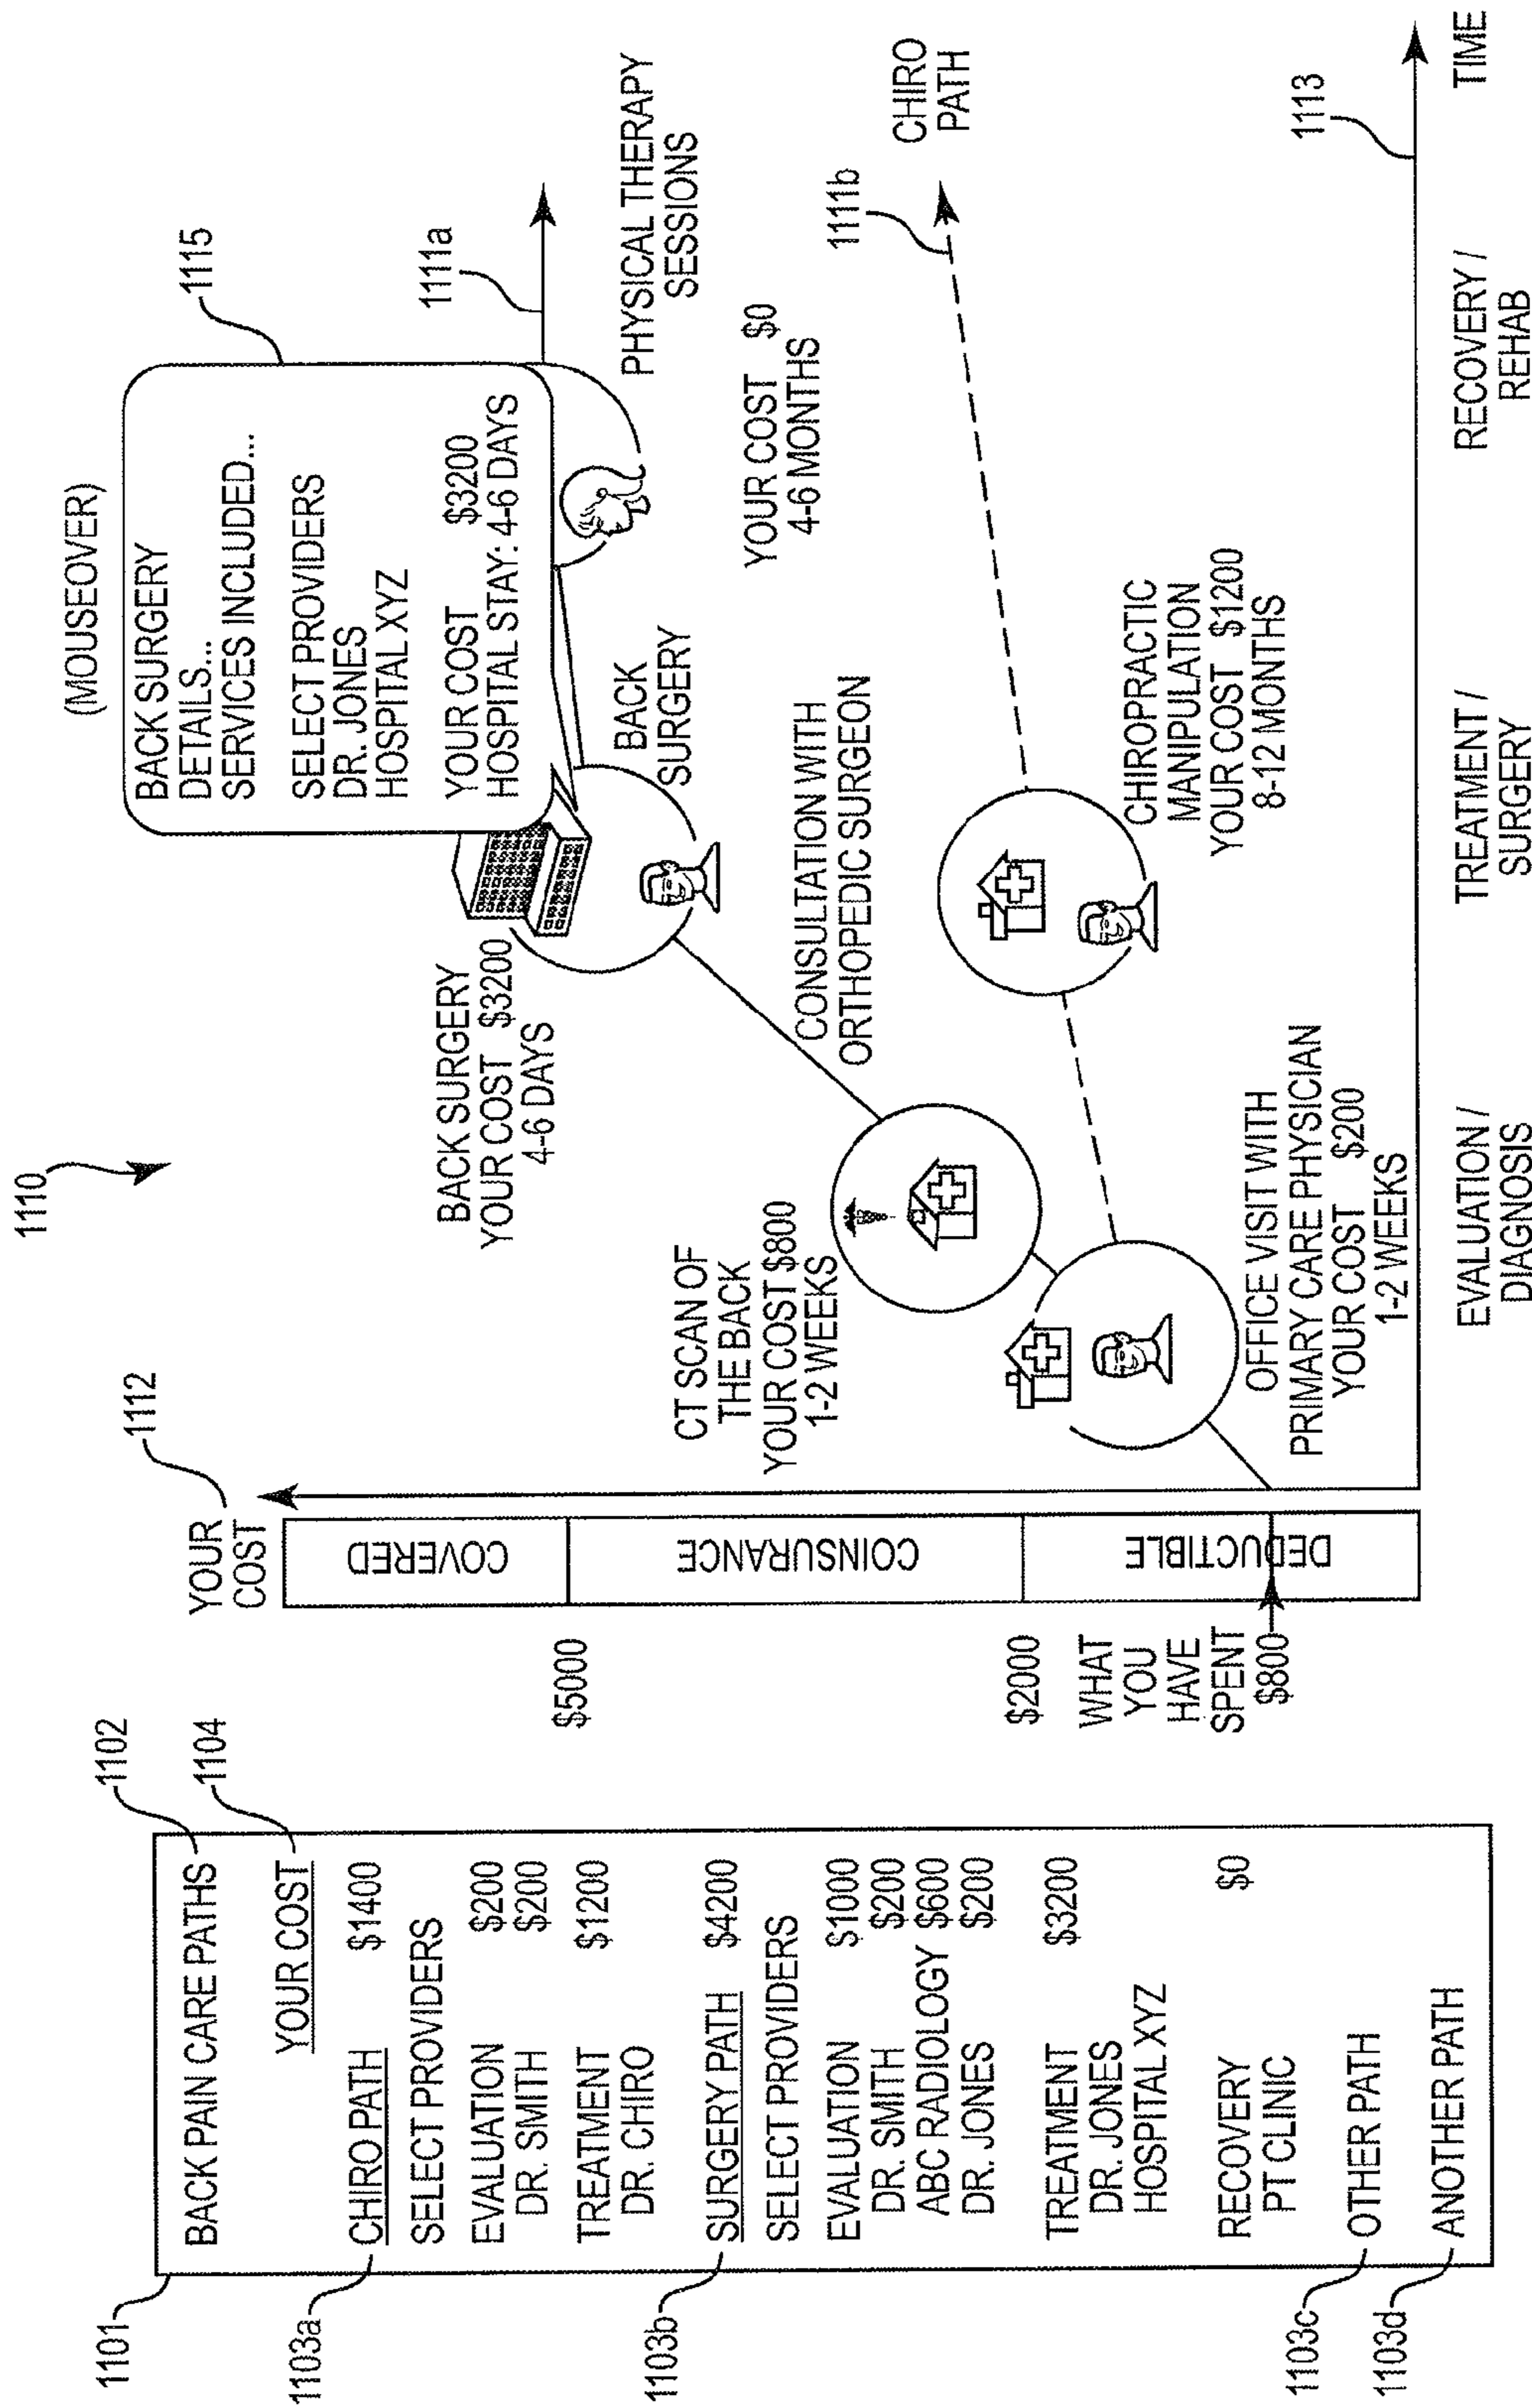 1101
1102
1104
BACK PAIN CARE PATHS
YOUR COST
1103a
CHIRO PATH $1400
SELECT PROVIDERS
EVALUATION $200
DR. SMITH $200
TREATMENT $1200
DR. CHIRO
1103b
SURGERY PATH $4200
SELECT PROVIDERS
EVALUATION $1000
DR. SMITH $200
ABC RADIOLOGY $600
DR. JONES $200
TREATMENT $3200
DR. JONES
HOSPITAL XYZ
RECOVERY $0
PT CLINIC
1103c
OTHER PATH
1103d
ANOTHER PATH
1110
1112
YOUR
COST
COVERED
COINSURANCE
DEDUCTIBLE
$5000
$2000
WHAT
YOU
HAVE
SPENT
$800
(MOUSEOVER)
1115
BACK SURGERY
DETAILS...
SERVICES INCLUDED...
SELECT PROVIDERS
DR. JONES
HOSPITAL XYZ
YOUR COST $3200
HOSPITAL STAY: 4-6 DAYS
BACK SURGERY
YOUR COST $3200
4-6 DAYS
BACK
SURGERY
1111a
PHYSICAL THERAPY
SESSIONS
YOUR COST $0
4-6 MONTHS
CT SCAN OF
THE BACK
YOUR COST $800
1-2 WEEKS
CONSULTATION WITH
ORTHOPEDIC SURGEON
1111b
CHIRO
PATH
CHIROPRACTIC
MANIPULATION
YOUR COST $1200
8-12 MONTHS
OFFICE VISIT WITH
PRIMARY CARE PHYSICIAN
YOUR COST $200
1-2 WEEKS
1113
EVALUATION /
DIAGNOSIS
TREATMENT /
SURGERY
RECOVERY /
REHAB
TIME